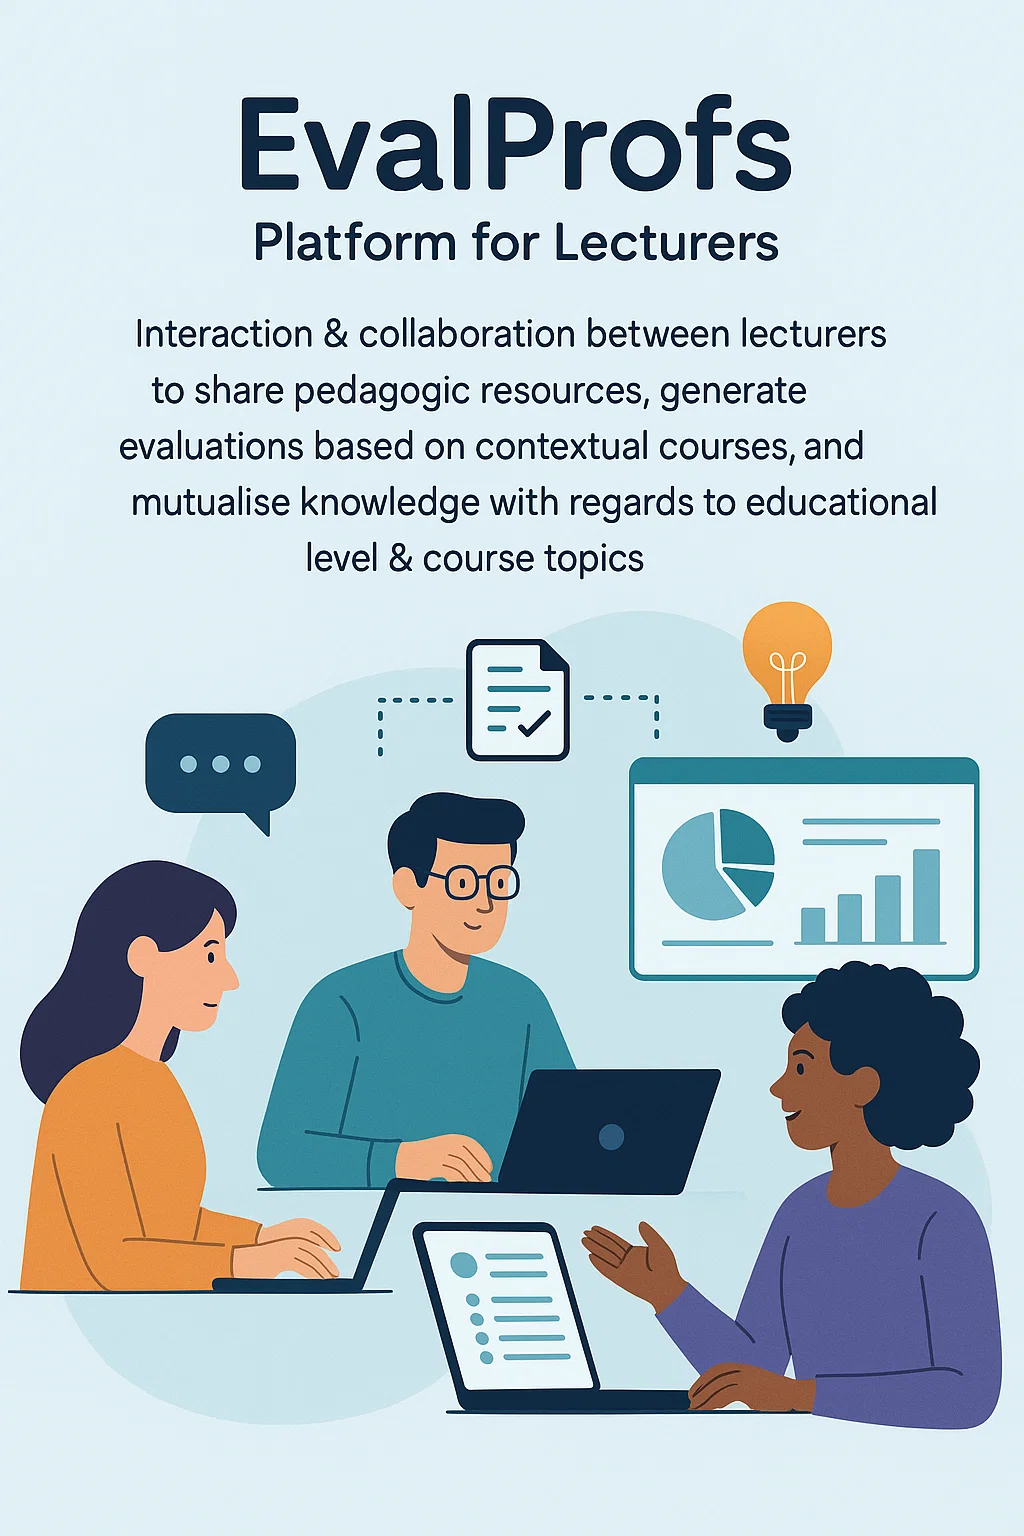 EvalProfs
Platform for Lecturers
Interaction & collaboration between lecturers
to share pedagogic resources, generate
evaluations based on contextual courses, and
mutualise knowledge with regards to educational
level & course topics